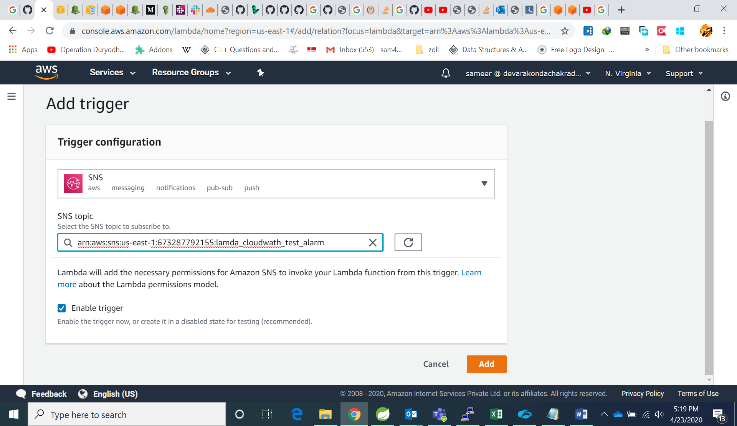 console.aws.amazon.com/lambda/home?region=us-east-1#/add/relation?focus=lambda&target=arn%3Aaws%3Alambda%3Aus-e...
Apps Operation Duryodh... Addons C++ Questions and... Inbox (553) - sam4... zoll Data Structures & A... Free Logo Design - ... » Other bookmarks
aws Services Resource Groups sameer @ devarakondachakrad... N. Virginia Support
Add trigger
Trigger configuration
SNS
aws messaging notifications pub-sub push
SNS topic
Select the SNS topic to subscribe to.
arn:aws:sns:us-east-1:673287792155:lamda_cloudwath_test_alarm
Lambda will add the necessary permissions for Amazon SNS to invoke your Lambda function from this trigger. Learn
more about the Lambda permissions model.
Enable trigger
Enable the trigger now, or create it in a disabled state for testing (recommended).
Cancel Add
Feedback English (US) © 2008 - 2020, Amazon Internet Services Private Ltd. or its affiliates. All rights reserved. Privacy Policy Terms of Use
Type here to search
5:19 PM
4/23/2020
13